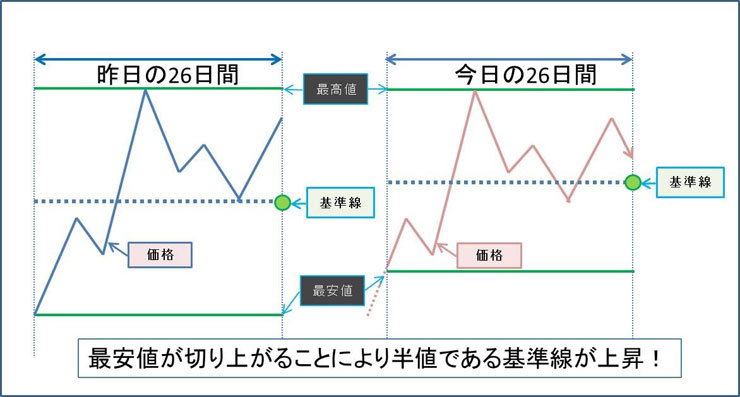 昨日の26日間
今日の26日間
最高値
基準線
基準線
価格
価格
最安値
最安値が切り上がることにより半値である基準線が上昇！